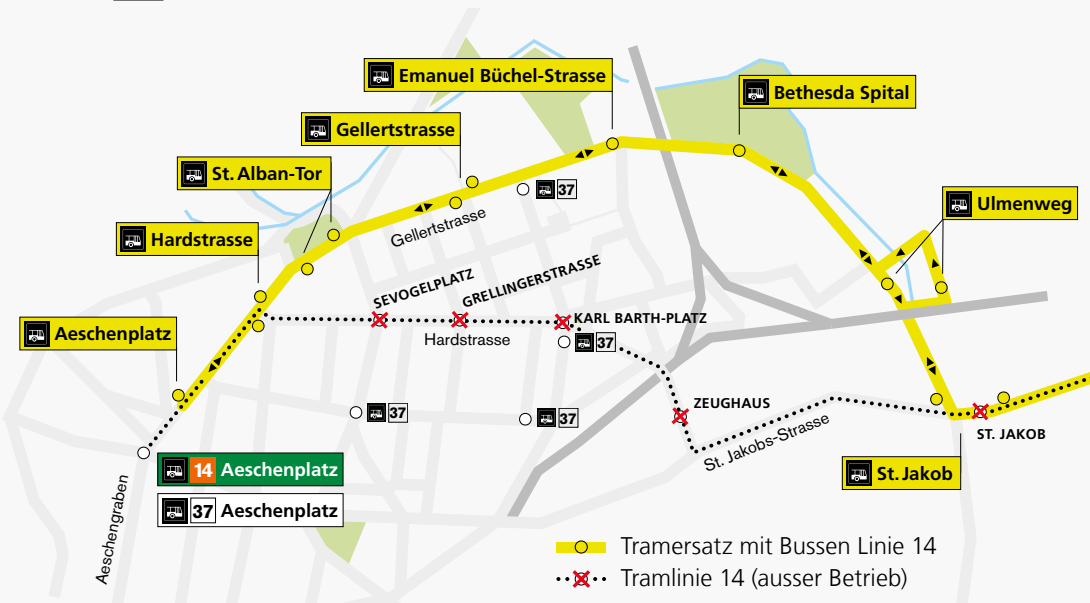 Emanuel Büchel-Strasse
Bethesda Spital
Gellertstrasse
St. Alban-Tor
37
Ulmenweg
Hardstrasse
Gellertstrasse
SEVOGELPLATZ
GRELLINGERSTRASSE
KARL BARTH-PLATZ
Aeschenplatz
Hardstrasse
37
37
37
ZEUGHAUS
St. Jakobs-Strasse
ST. JAKOB
14 Aeschenplatz
St. Jakob
37 Aeschenplatz
Aeschengraben
Tramersatz mit Bussen Linie 14
Tramlinie 14 (ausser Betrieb)